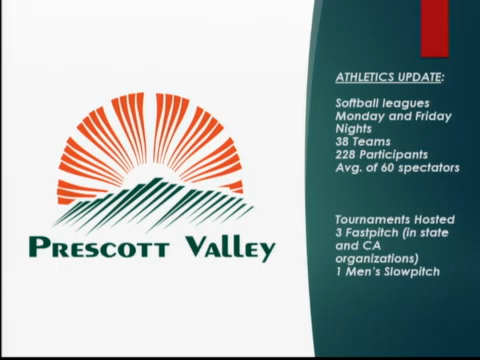 PRESCOTT VALLEY
ATHLETICS UPDATE:
Softball leagues
Monday and Friday
Nights
38 Teams
228 Participants
Avg. of 60 spectators
Tournaments Hosted
3 Fastpitch (in state
and CA
organizations)
1 Men's Slowpitch